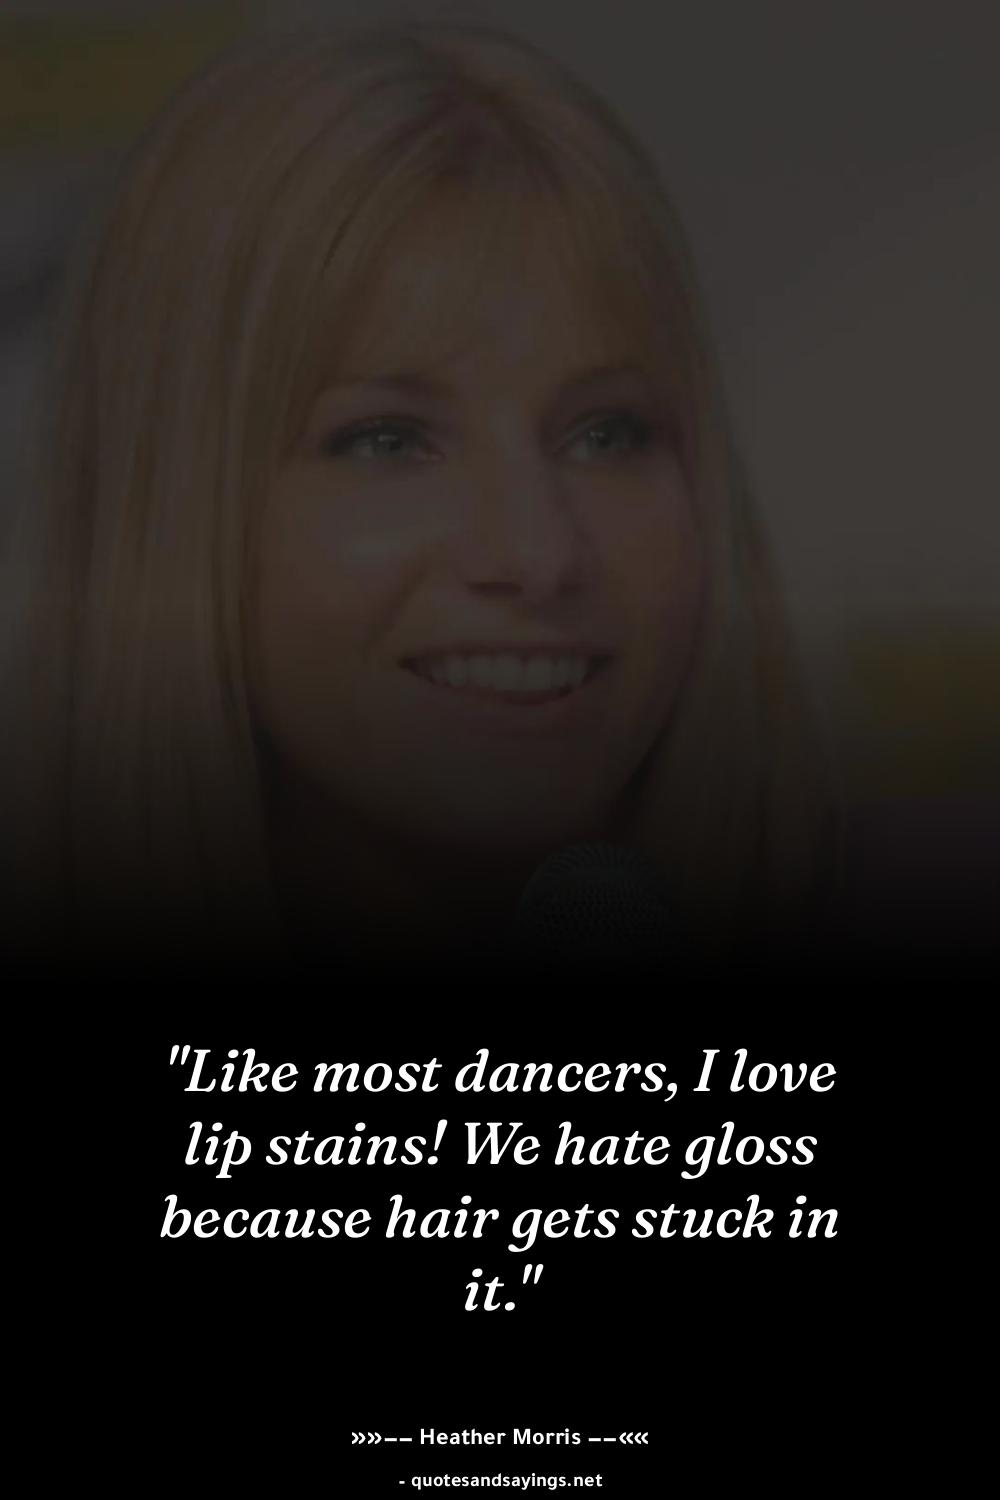 "Like most dancers, I love
lip stains! We hate gloss
because hair gets stuck in
it."
»»−− Heather Morris −−««
- quotesandsayings.net